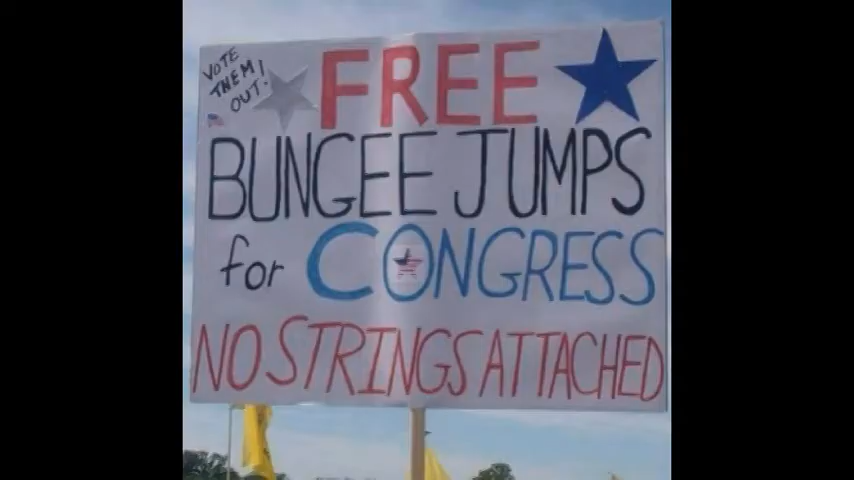 VOTE
THEM
OUT!
FREE
BUNGEE JUMPS
for CONGRESS
NO STRINGS ATTACHED